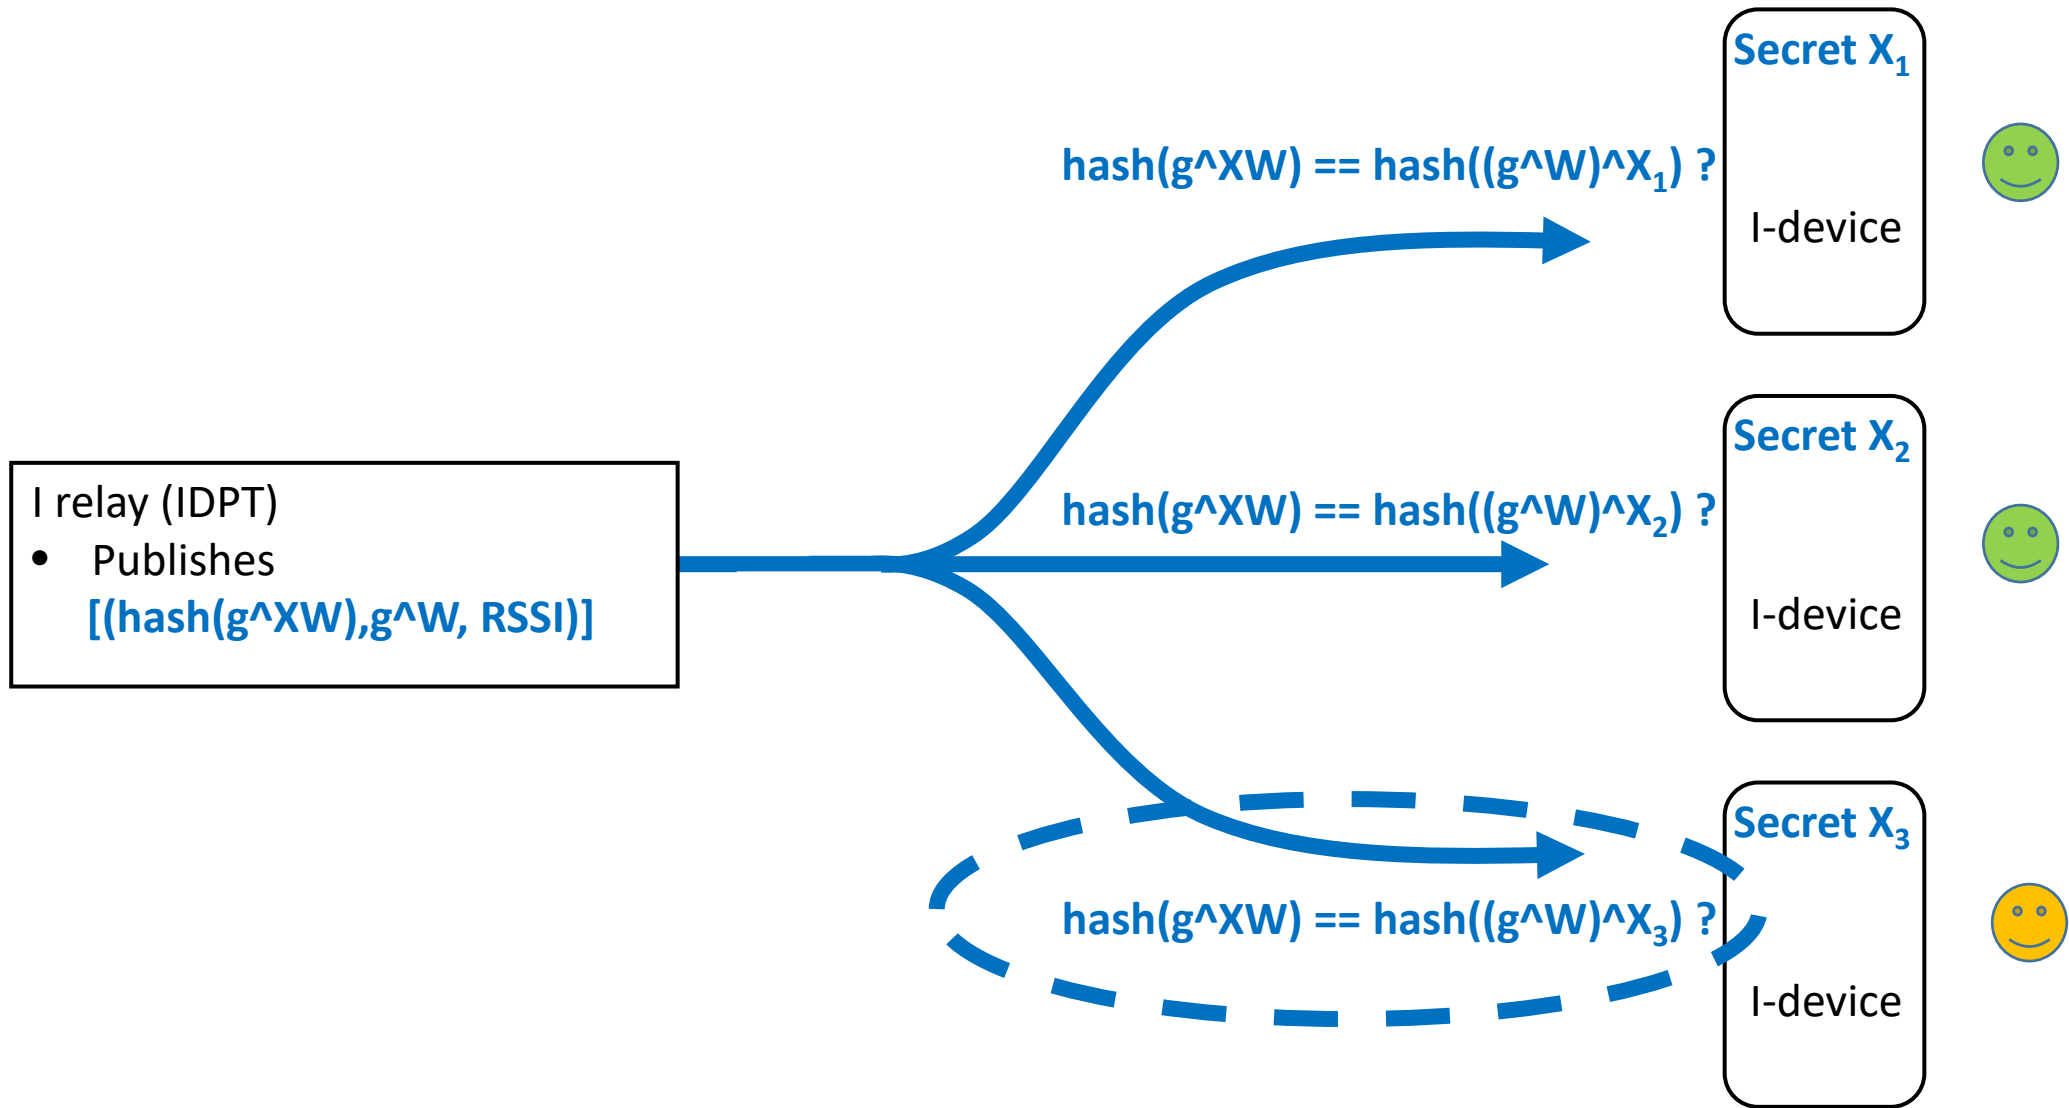 Secret X₁
hash(g^XW) == hash((g^W)^X₁) ?
I-device
Secret X₂
I relay (IDPT)
• Publishes
[(hash(g^XW),g^W, RSSI)]
hash(g^XW) == hash((g^W)^X₂) ?
I-device
Secret X₃
hash(g^XW) == hash((g^W)^X₃) ?
I-device